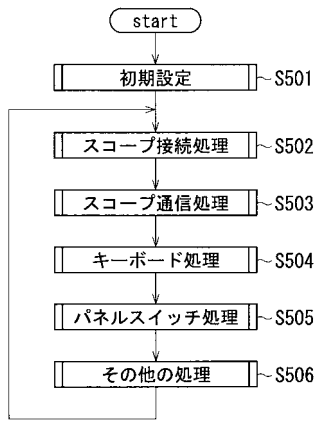 start
初期設定 ~S501
スコープ接続処理 ~S502
スコープ通信処理 ~S503
キーボード処理 ~S504
パネルスイッチ処理 ~S505
その他の処理 ~S506